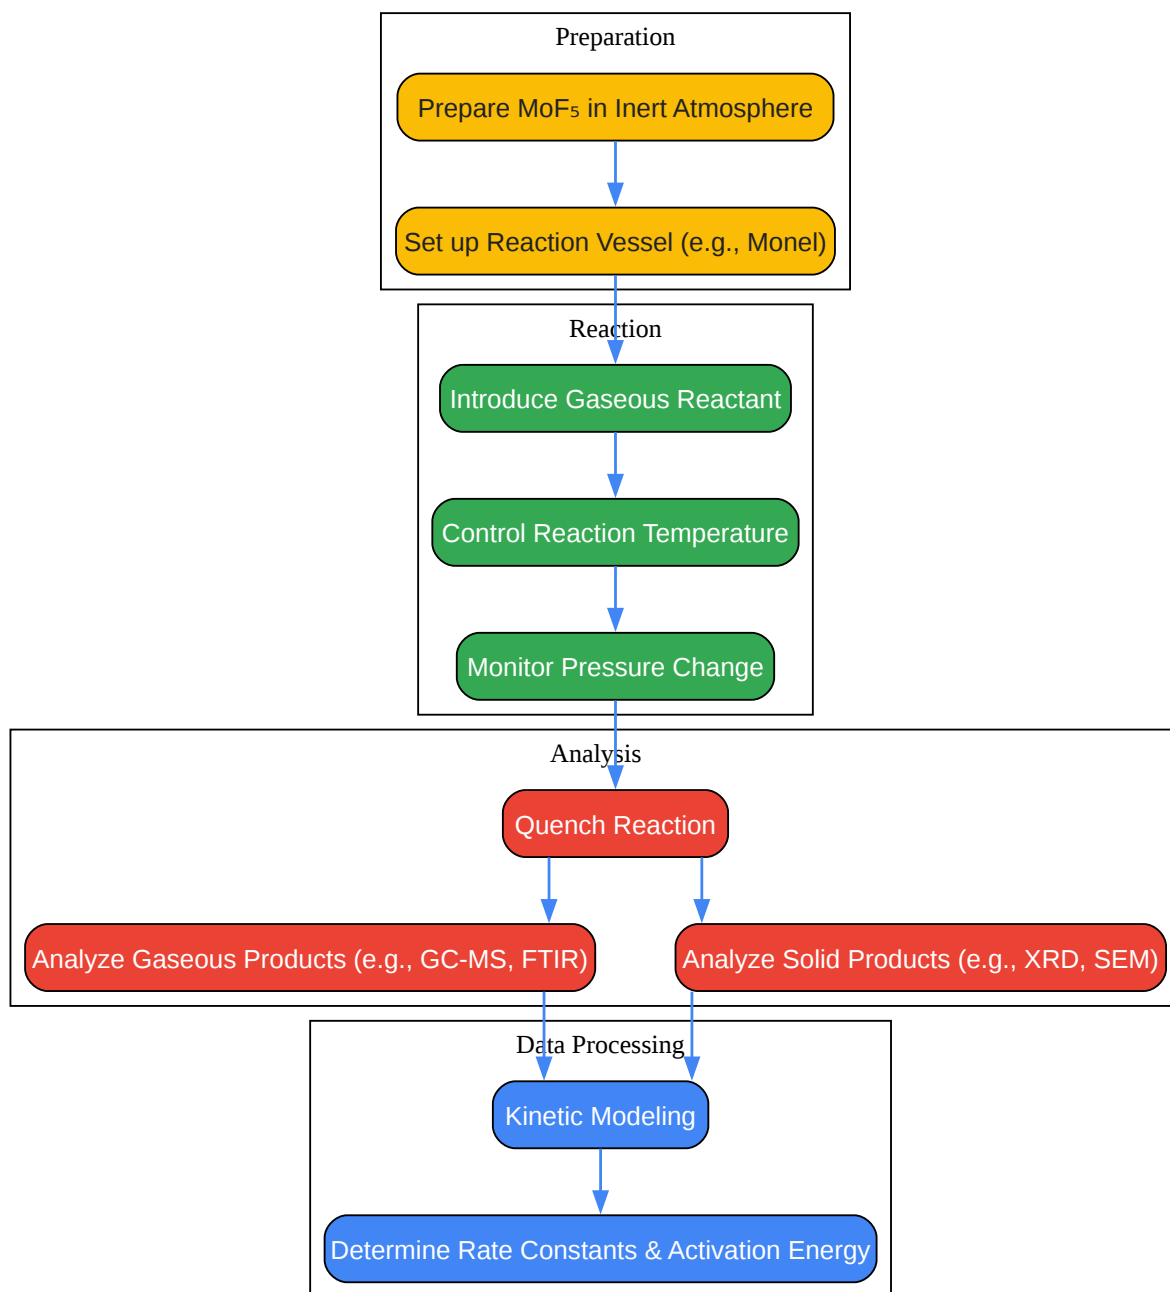 Preparation
Prepare MoF₅ in Inert Atmosphere
Set up Reaction Vessel (e.g., Monel)
Reaction
Introduce Gaseous Reactant
Control Reaction Temperature
Monitor Pressure Change
Analysis
Quench Reaction
Analyze Gaseous Products (e.g., GC-MS, FTIR)
Analyze Solid Products (e.g., XRD, SEM)
Data Processing
Kinetic Modeling
Determine Rate Constants & Activation Energy